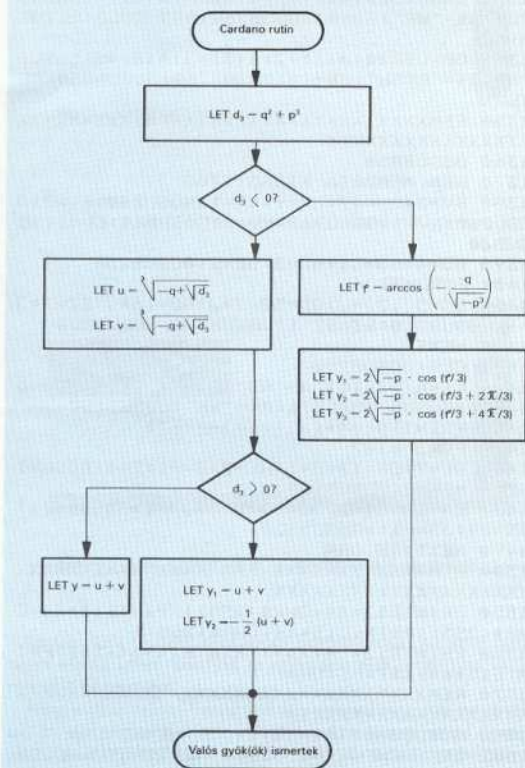 Cardano rutin
LET d₃ = q² + p³
d₃ < 0?
LET u = ∛(-q+√d₃)
LET v = ∛(-q+√d₃)
LET φ = arccos (- q/√(-p³))
LET y₁ = 2√(-p) · cos (φ/3)
LET y₂ = 2√(-p) · cos (φ/3 + 2π/3)
LET y₃ = 2√(-p) · cos (φ/3 + 4π/3)
d₃ > 0?
LET y = u + v
LET y₁ = u + v
LET y₂ = - 1/2 (u + v)
Valós gyök(ök) ismertek